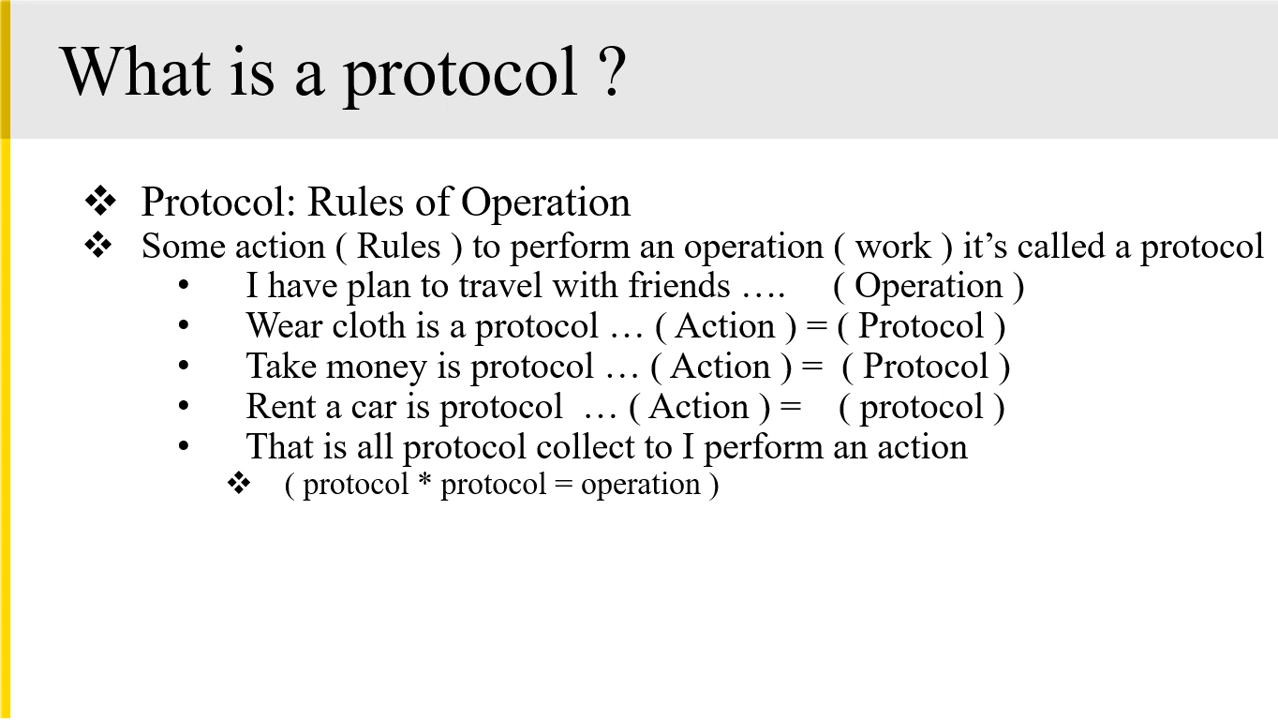 What is a protocol ?
❖ Protocol: Rules of Operation
❖ Some action ( Rules ) to perform an operation ( work ) it’s called a protocol
• I have plan to travel with friends …. ( Operation )
• Wear cloth is a protocol … ( Action ) = ( Protocol )
• Take money is protocol … ( Action ) = ( Protocol )
• Rent a car is protocol … ( Action ) = ( protocol )
• That is all protocol collect to I perform an action
❖ ( protocol * protocol = operation )